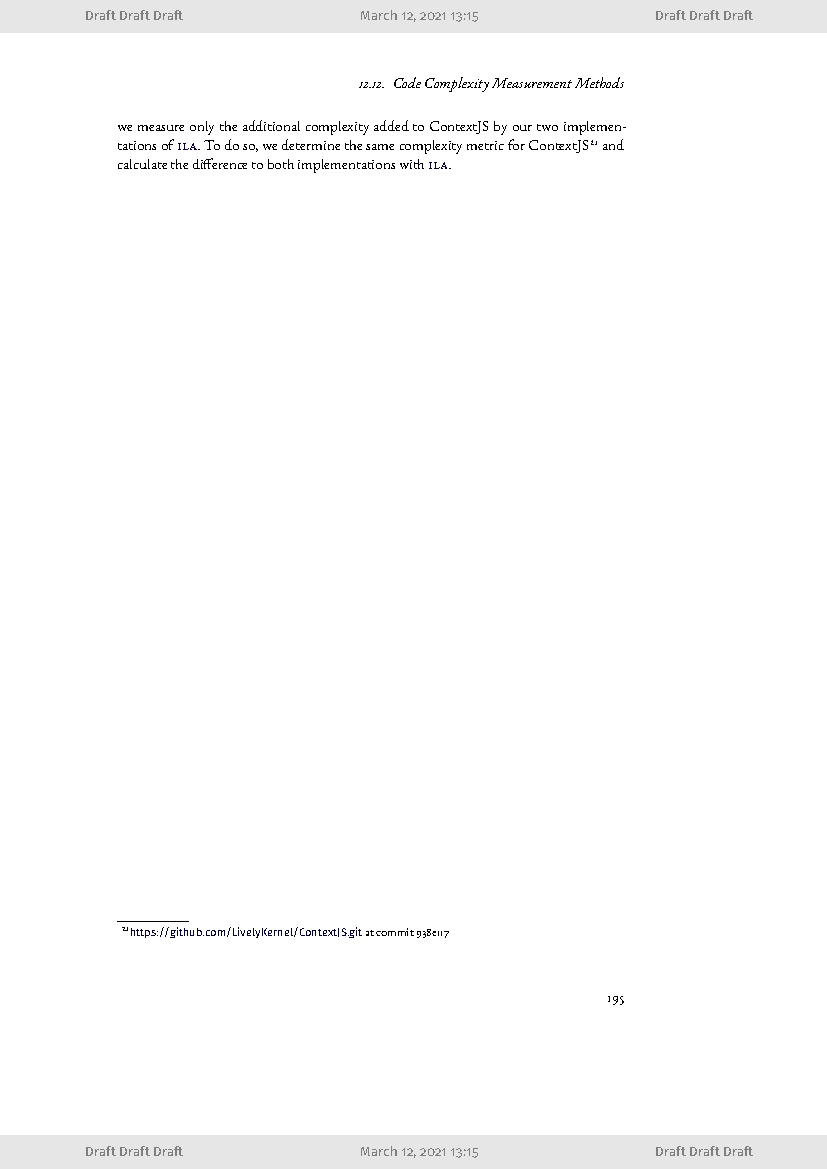 Draft Draft Draft March 12, 2021 13:15 Draft Draft Draft
12.12. Code Complexity Measurement Methods
we measure only the additional complexity added to ContextJS by our two implemen-
tations of ILA. To do so, we determine the same complexity metric for ContextJS21 and
calculate the difference to both implementations with ILA.
21 https://github.com/LivelyKernel/ContextJS.git at commit 938e117
195
Draft Draft Draft March 12, 2021 13:15 Draft Draft Draft